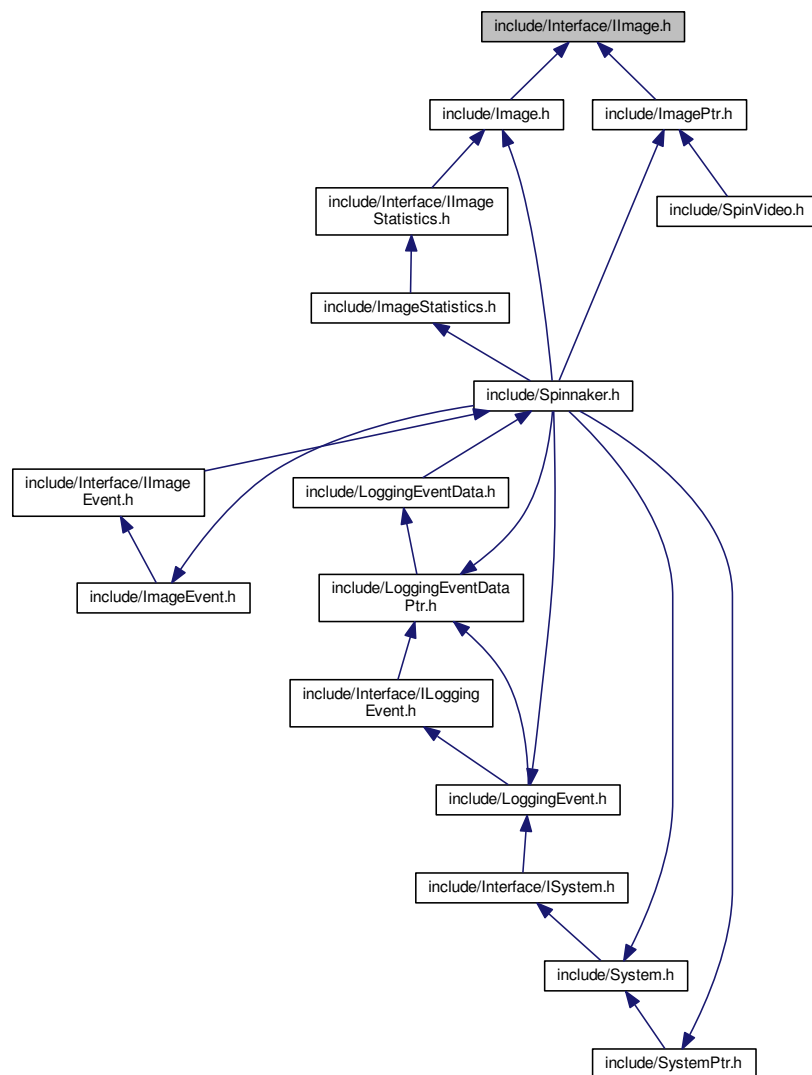 include/Interface/IImage.h
include/Image.h
include/ImagePtr.h
include/Interface/IImage
Statistics.h
include/SpinVideo.h
include/ImageStatistics.h
include/Spinnaker.h
include/Interface/IImage
Event.h
include/LoggingEventData.h
include/ImageEvent.h
include/LoggingEventData
Ptr.h
include/Interface/ILogging
Event.h
include/LoggingEvent.h
include/Interface/ISystem.h
include/System.h
include/SystemPtr.h